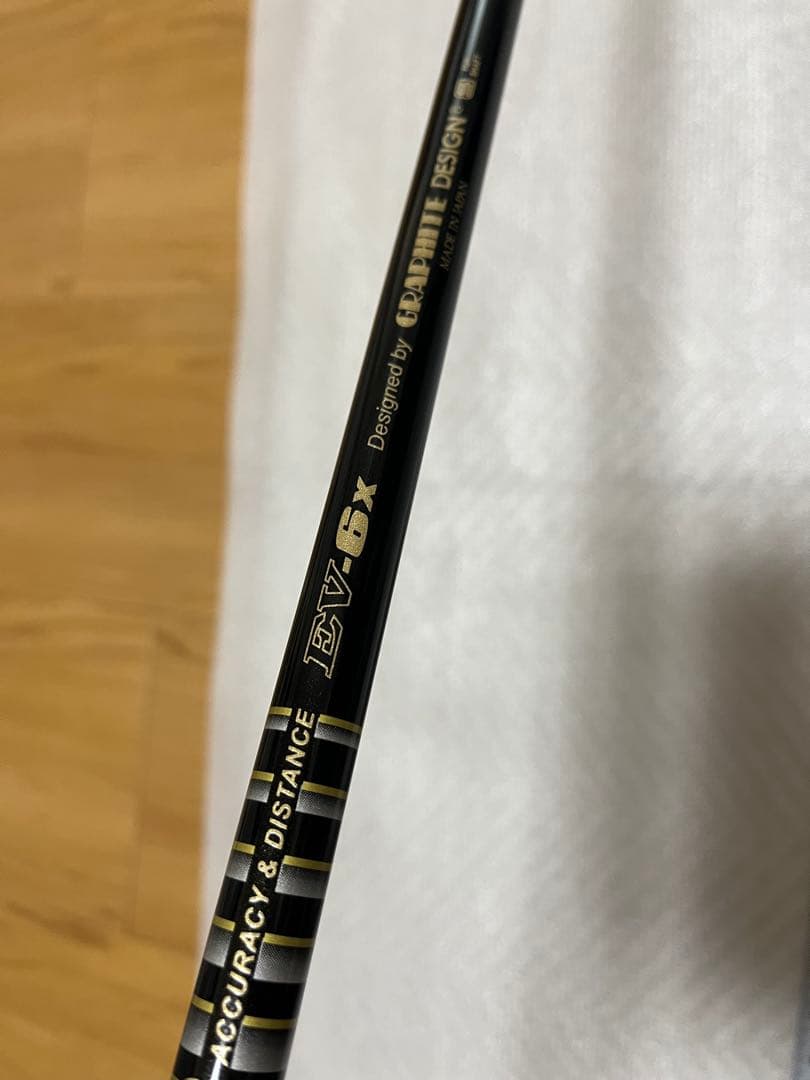 ACCURACY & DISTANCE
EV-6x
Designed by GRAPHITE DESIGN®
MADE IN JAPAN